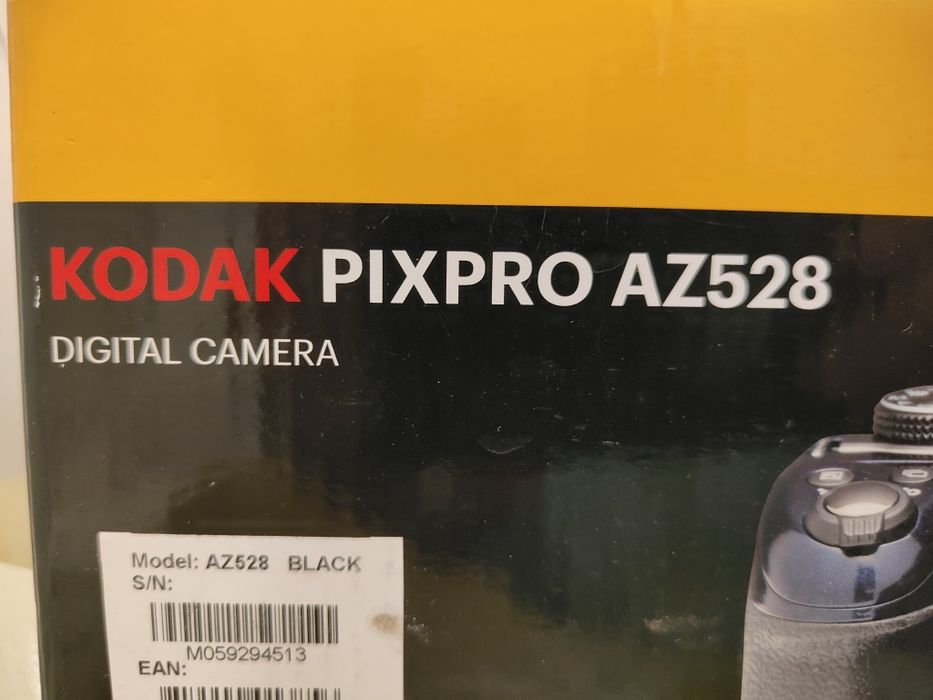 KODAK PIXPRO AZ528
DIGITAL CAMERA
Model: AZ528 BLACK
S/N:
M059294513
EAN: